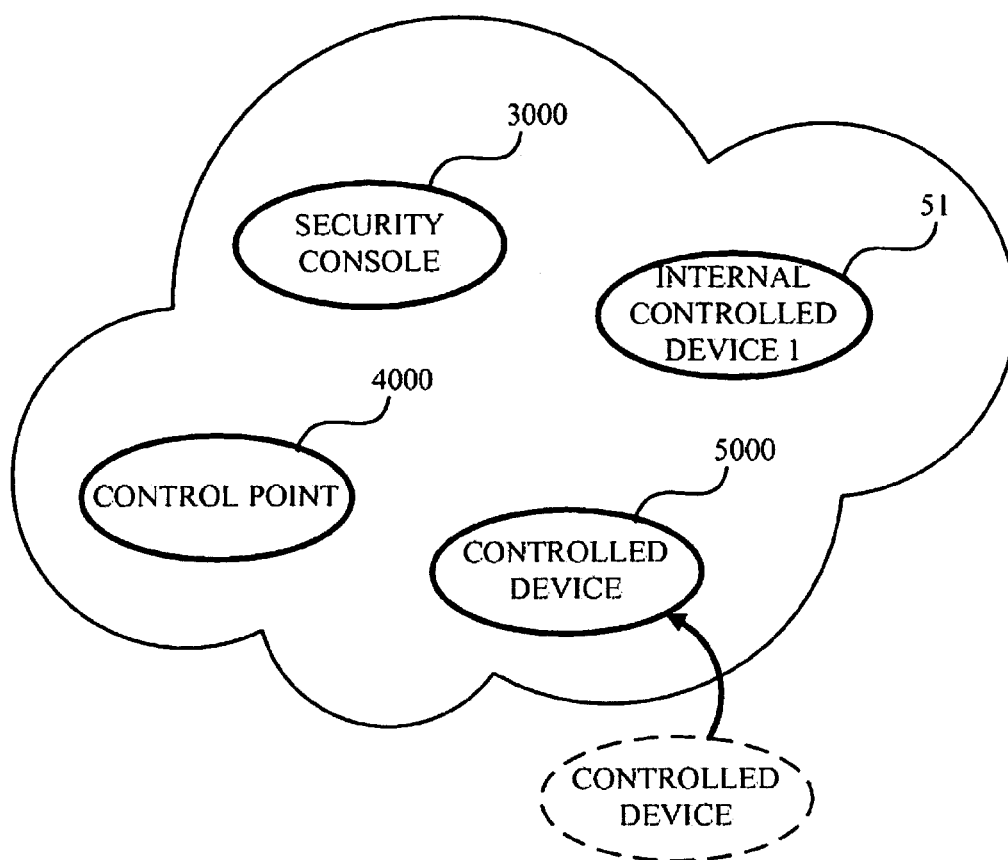 3000
SECURITY
CONSOLE
51
INTERNAL
CONTROLLED
DEVICE 1
4000
CONTROL POINT
5000
CONTROLLED
DEVICE
CONTROLLED
DEVICE